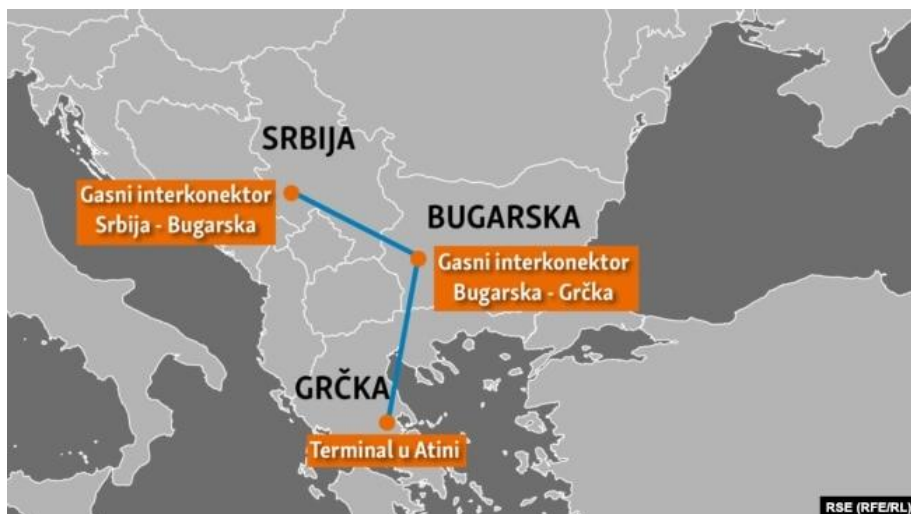 SRBIJA
Gasni interkonektor
Srbija - Bugarska
BUGARSKA
Gasni interkonektor
Bugarska - Grčka
GRČKA
Terminal u Atini
RSE (RFE/RL)